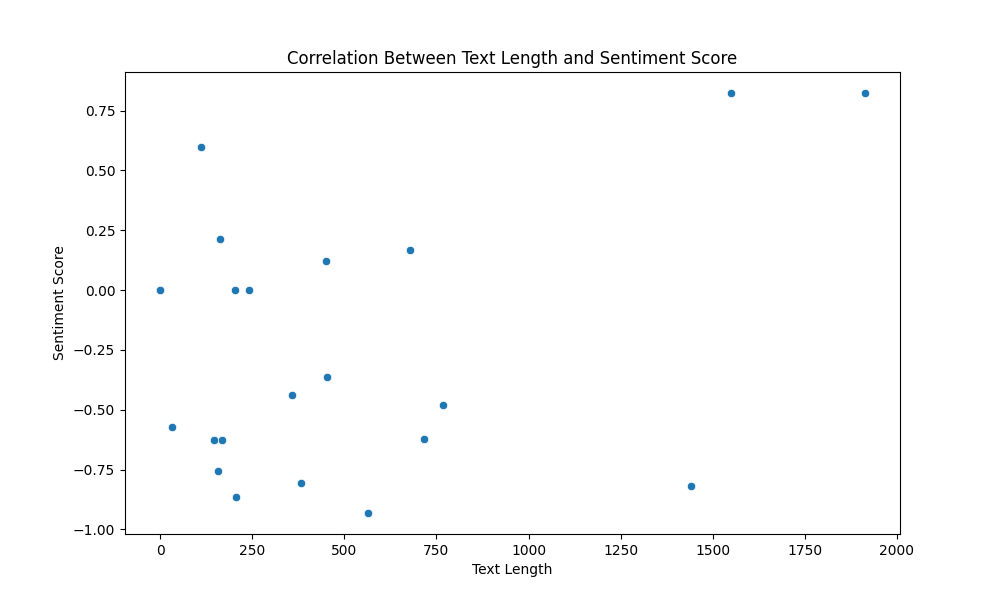 Correlation Between Text Length and Sentiment Score
0.75
0.50
0.25
0.00
−0.25
−0.50
−0.75
−1.00
Sentiment Score
0 250 500 750 1000 1250 1500 1750 2000
Text Length